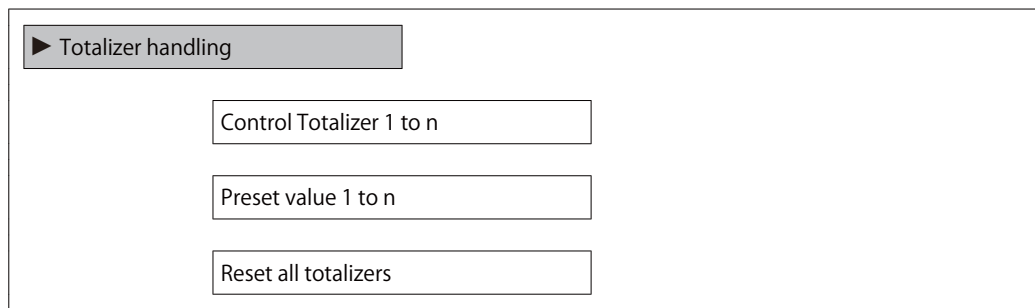 ► Totalizer handling
Control Totalizer 1 to n
Preset value 1 to n
Reset all totalizers